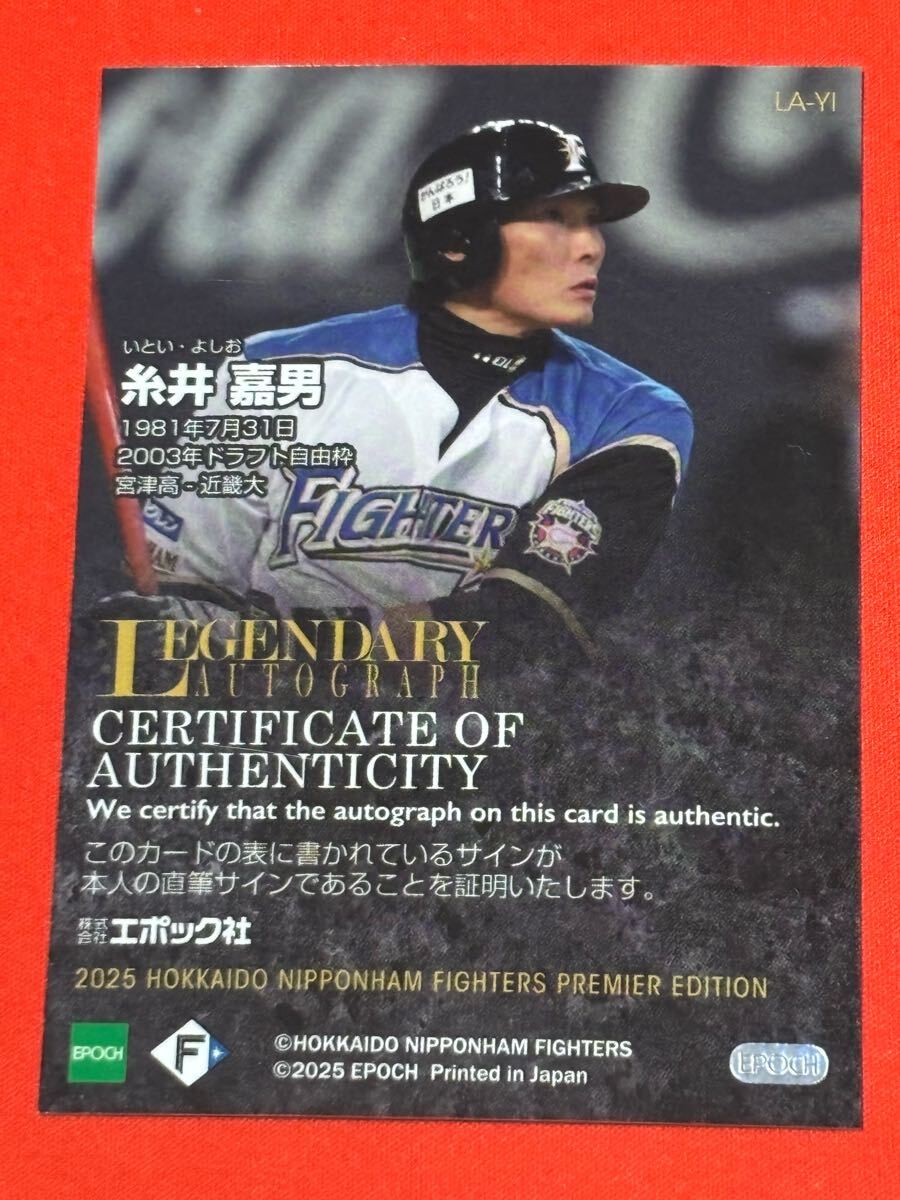 LA-YI
F
がんばろう!
日本
いとい・よしお
糸井 嘉男
1981年7月31日
2003年ドラフト自由枠
宮津高-近畿大
FIGHTER
FIGHTERS
LEGENDARY
AUTOGRAPH
CERTIFICATE OF
AUTHENTICITY
We certify that the autograph on this card is authentic.
このカードの表に書かれているサインが
本人の直筆サインであることを証明いたします。
株式会社エポック社
2025 HOKKAIDO NIPPONHAM FIGHTERS PREMIER EDITION
EPOCH
F
©HOKKAIDO NIPPONHAM FIGHTERS
©2025 EPOCH Printed in Japan
EPOCH